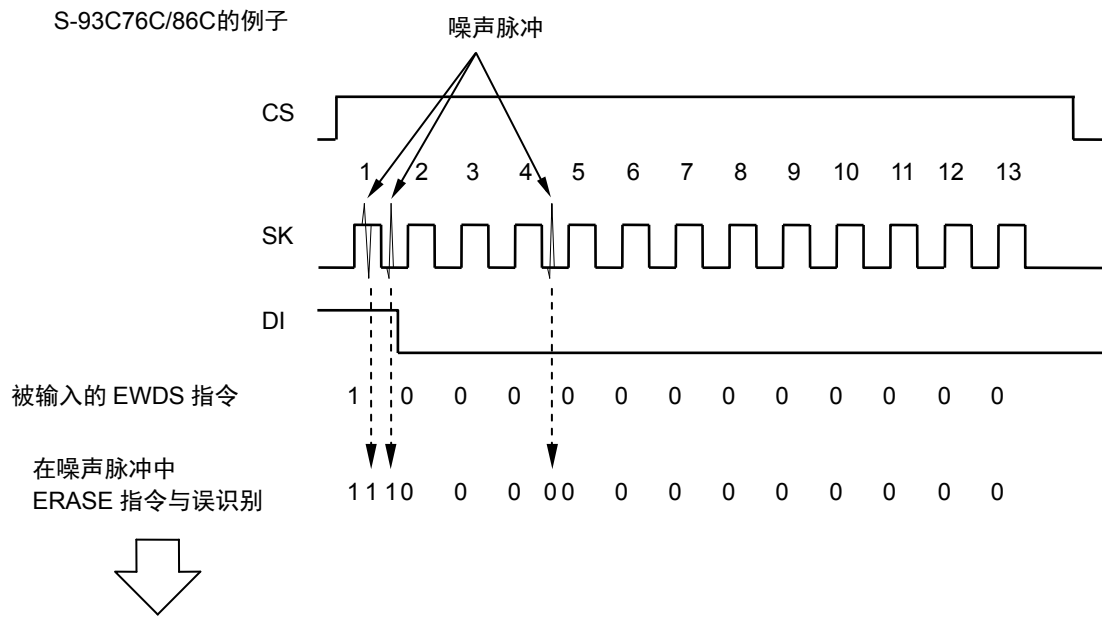 S-93C76C/86C的例子
噪声脉冲
CS
1 2 3 4 5 6 7 8 9 10 11 12 13
SK
DI
被输入的 EWDS 指令 1 0 0 0 0 0 0 0 0 0 0 0 0
在噪声脉冲中
ERASE 指令与误识别 1 1 1 0 0 0 0 0 0 0 0 0 0 0 0 0